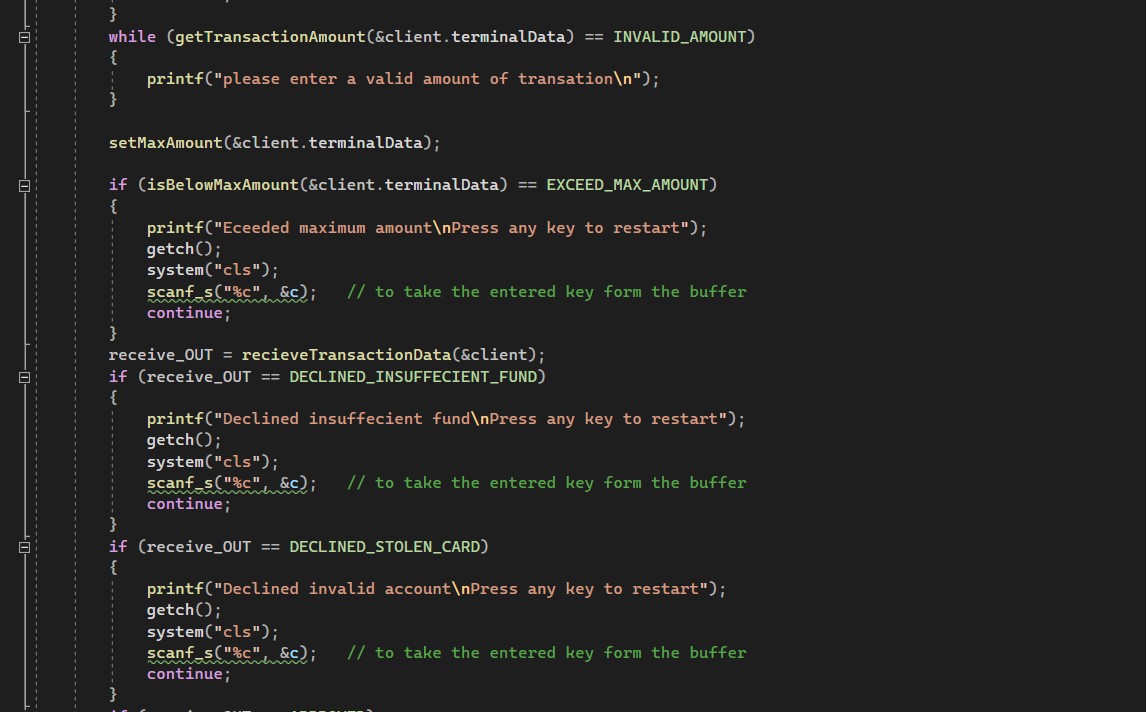 }
while (getTransactionAmount(&client.terminalData) == INVALID_AMOUNT)
{
printf("please enter a valid amount of transation\n");
}
setMaxAmount(&client.terminalData);
if (isBelowMaxAmount(&client.terminalData) == EXCEED_MAX_AMOUNT)
{
printf("Eceeded maximum amount\nPress any key to restart");
getch();
system("cls");
scanf_s("%c", &c);   // to take the entered key form the buffer
continue;
}
receive_OUT = recieveTransactionData(&client);
if (receive_OUT == DECLINED_INSUFFECIENT_FUND)
{
printf("Declined insuffecient fund\nPress any key to restart");
getch();
system("cls");
scanf_s("%c", &c);   // to take the entered key form the buffer
continue;
}
if (receive_OUT == DECLINED_STOLEN_CARD)
{
printf("Declined invalid account\nPress any key to restart");
getch();
system("cls");
scanf_s("%c", &c);   // to take the entered key form the buffer
continue;
}